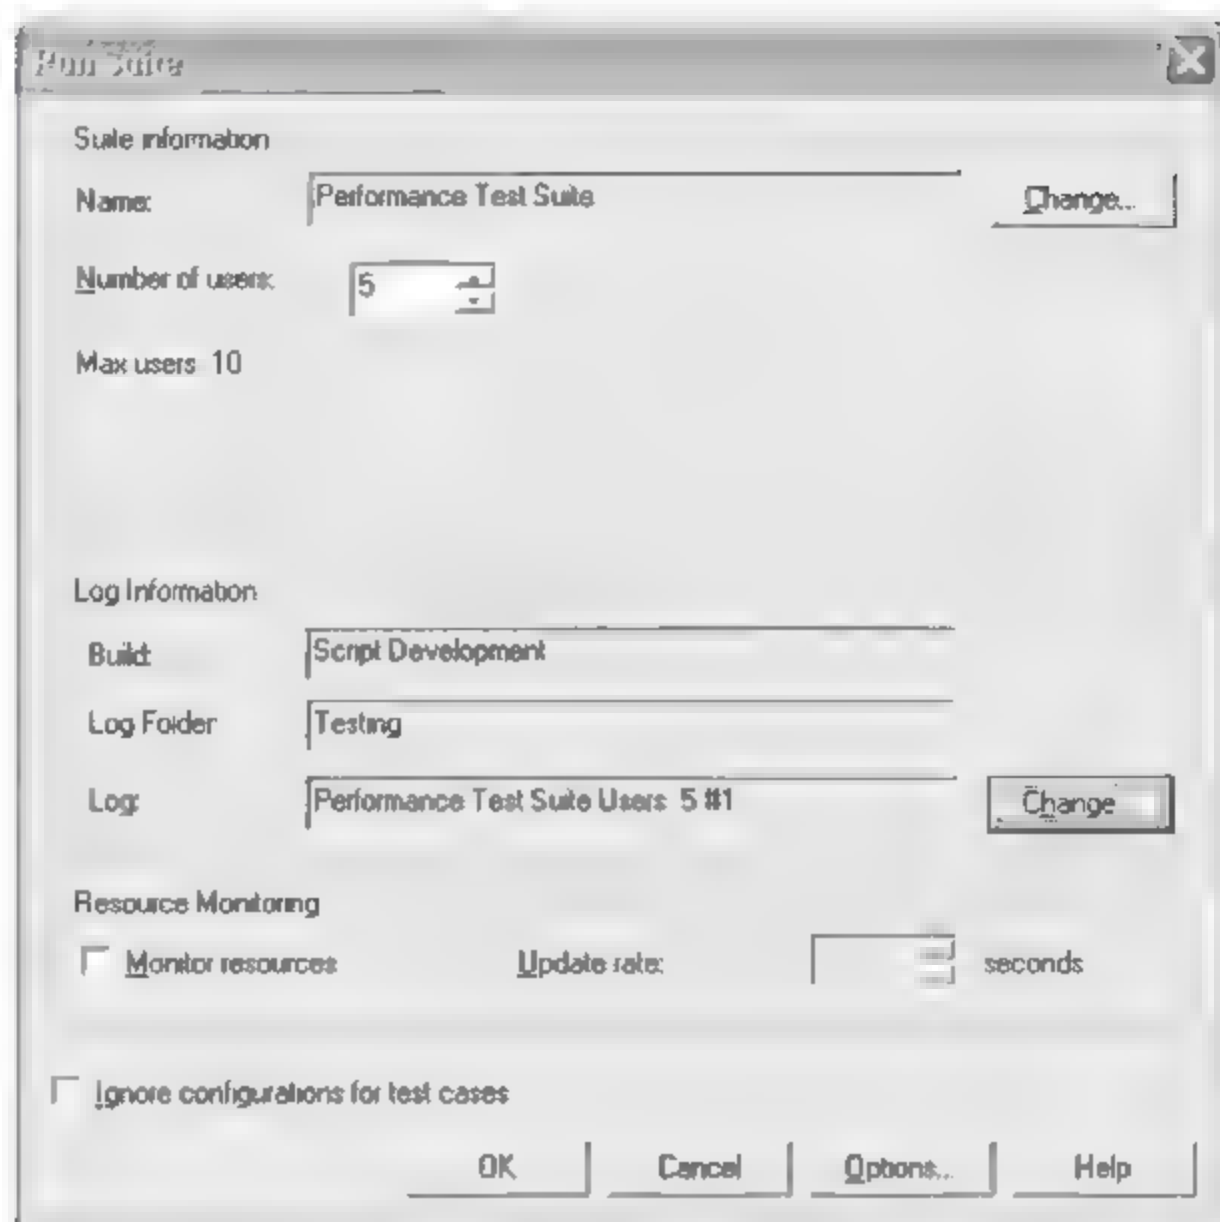 Run Suite
Suite information
Name: Performance Test Suite Change...
Number of users: 5
Max users 10
Log Information
Build: Script Development
Log Folder Testing
Log: Performance Test Suite Users 5 #1 Change
Resource Monitoring
Monitor resources Update rate: seconds
Ignore configurations for test cases
OK Cancel Options... Help